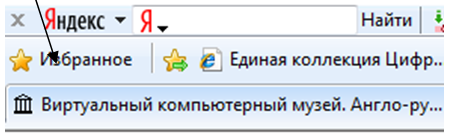 × Яндекс Я Найти
Избранное Единая коллекция Цифр...
Виртуальный компьютерный музей. Англо-ру...